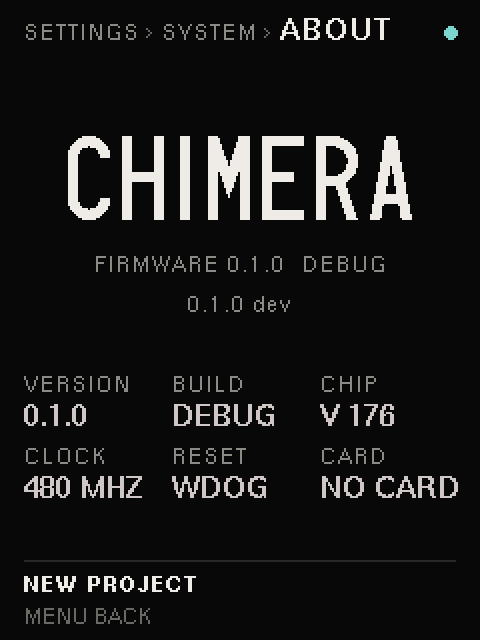 SETTINGS › SYSTEM › ABOUT
CHIMERA
FIRMWARE 0.1.0 DEBUG
0.1.0 dev
VERSION BUILD CHIP
0.1.0 DEBUG V 176
CLOCK RESET CARD
480 MHZ WDOG NO CARD
NEW PROJECT
MENU BACK